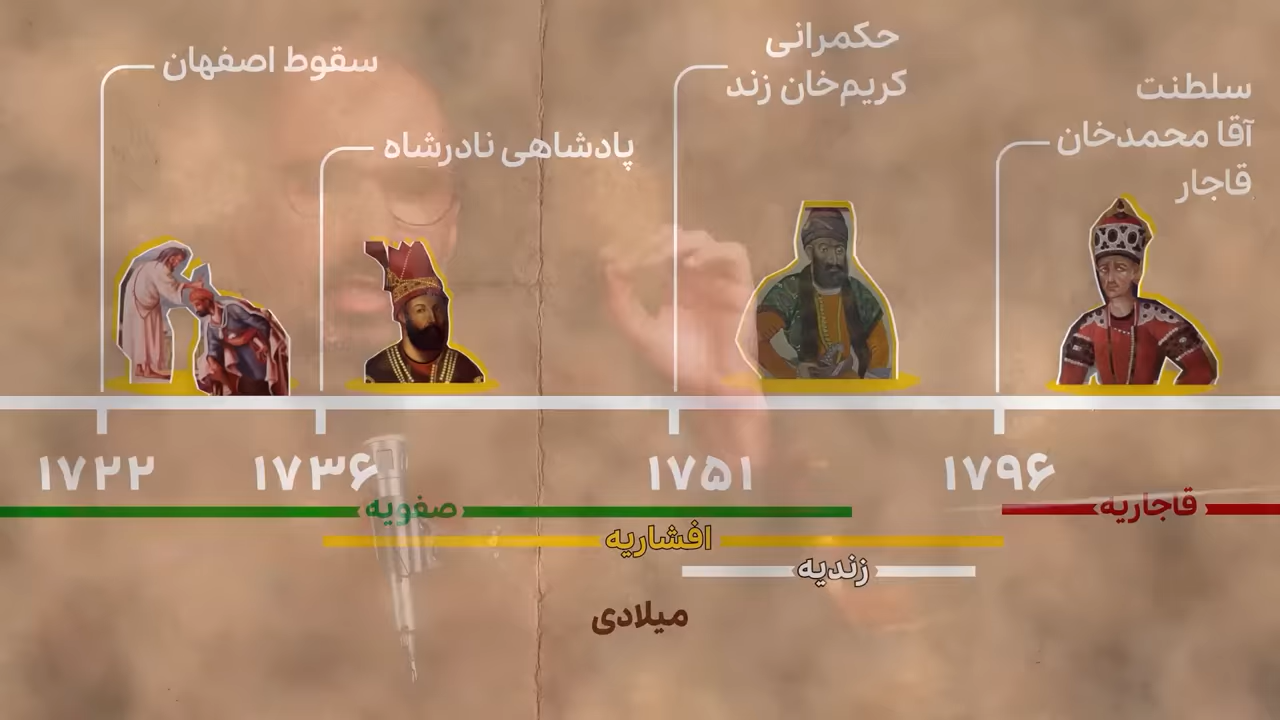 سقوط اصفهان
پادشاهی نادرشاه
حکمرانی
کریم‌خان زند
سلطنت
آقا محمدخان
قاجار
۱۷۲۲
۱۷۳۶
۱۷۵۱
۱۷۹۶
صفویه
قاجاریه
افشاریه
زندیه
میلادی